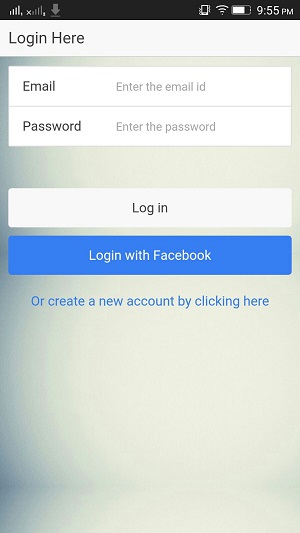 9:55 PM
Login Here
Email Enter the email id
Password Enter the password
Log in
Login with Facebook
Or create a new account by clicking here